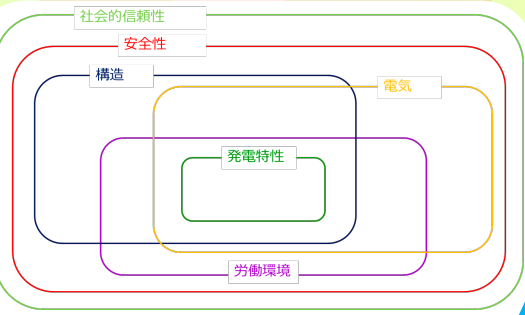 社会的信頼性
安全性
構造
電気
発電特性
労働環境